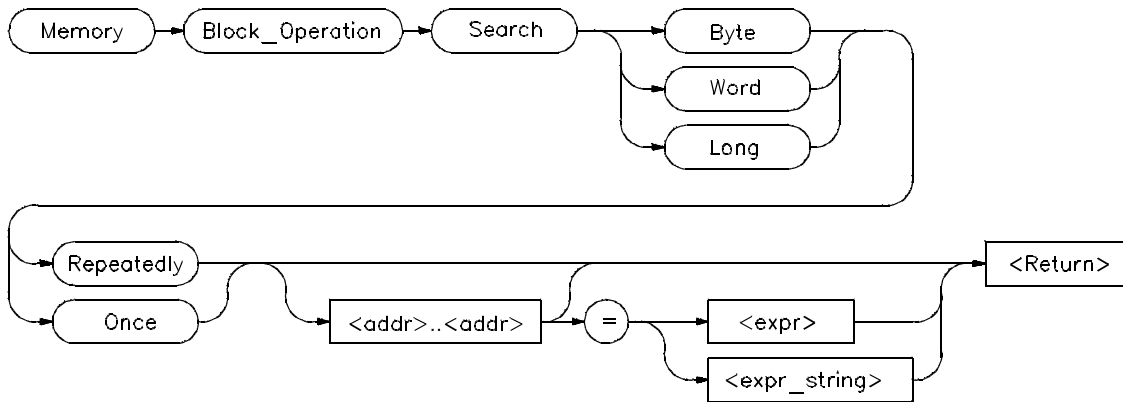 Memory Block_Operation Search Byte
Word
Long
Repeatedly <Return>
Once <addr>..<addr> = <expr>
<expr_string>